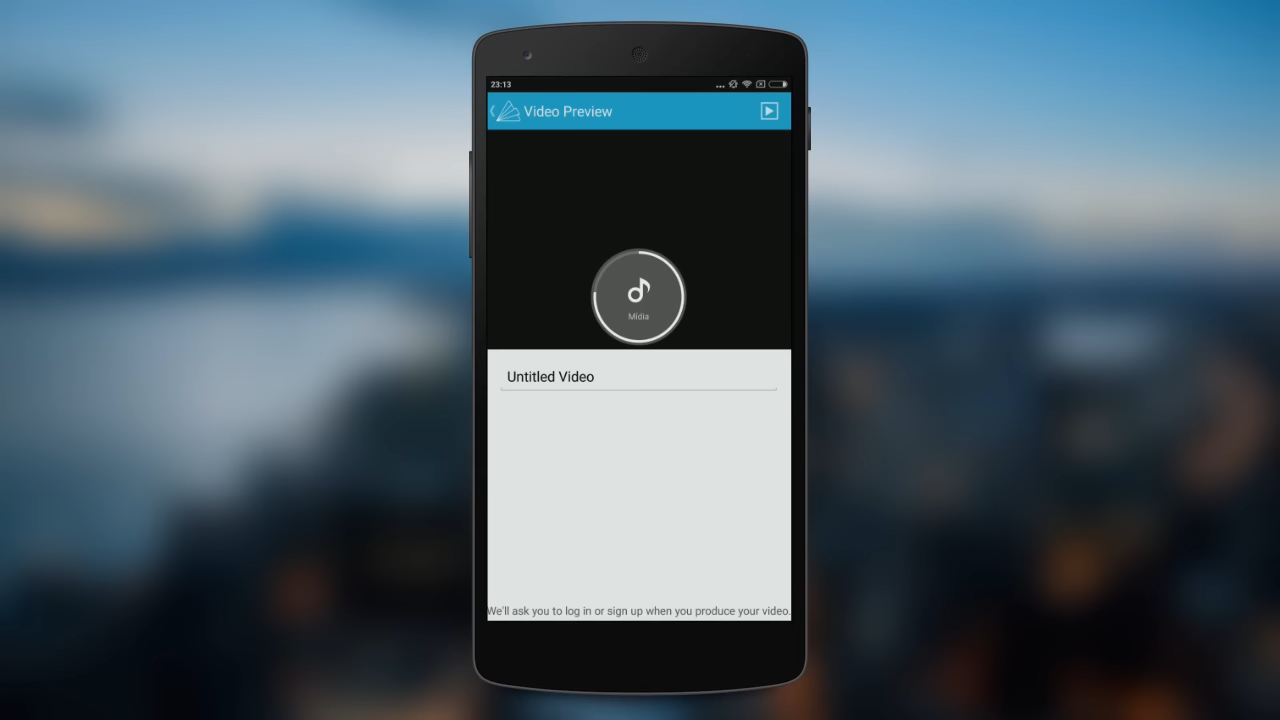 23:13
Video Preview
Mídia
Untitled Video
We'll ask you to log in or sign up when you produce your video.